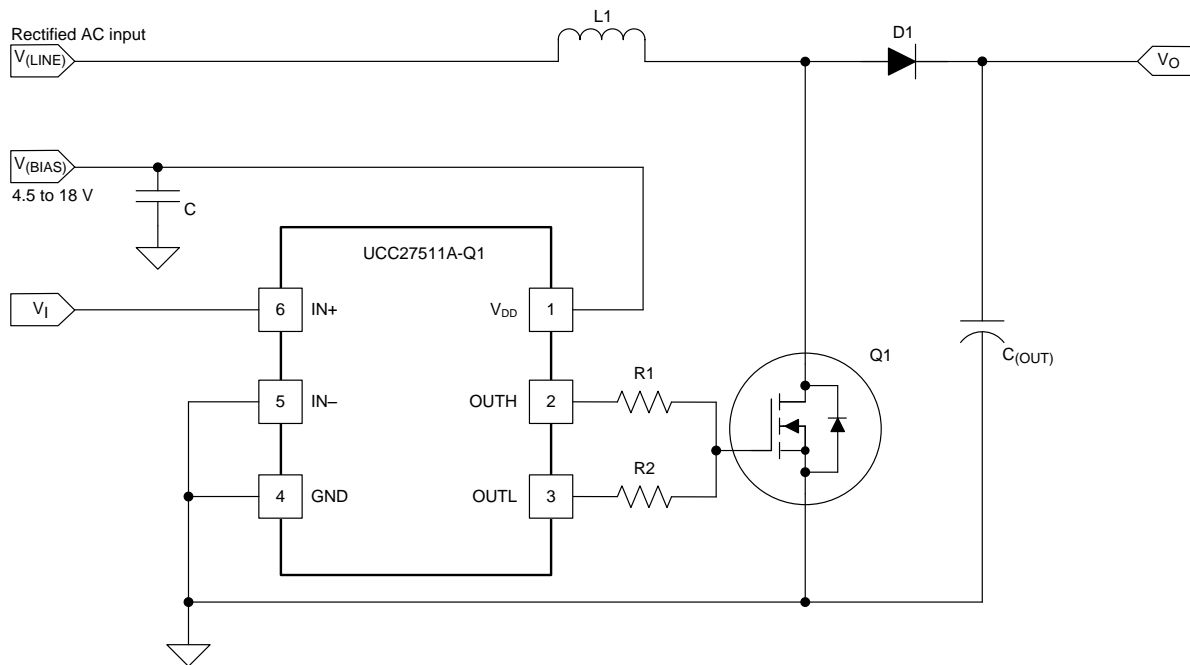 L1
D1
Rectified AC input
V(LINE)
VO
V(BIAS)
4.5 to 18 V
C
UCC27511A-Q1
VI
6 IN+
VDD 1
C(OUT)
Q1
R1
5 IN–
OUTH 2
R2
4 GND
OUTL 3